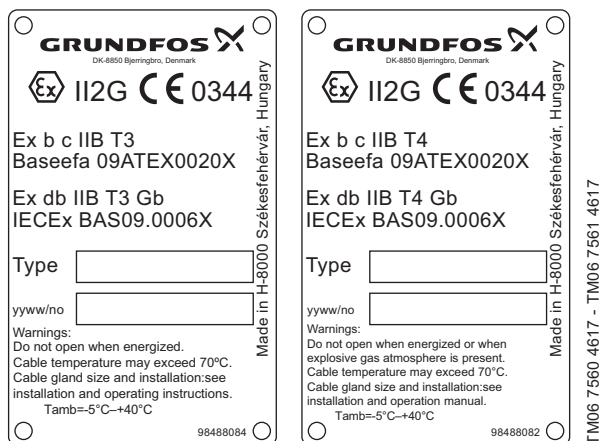 GRUNDFOS
DK-8850 Bjerringbro, Denmark
Ex II2G CE 0344
Ex b c IIB T3
Baseefa 09ATEX0020X
Ex db IIB T3 Gb
IECEx BAS09.0006X
Type
yyww/no
Warnings:
Do not open when energized.
Cable temperature may exceed 70ºC.
Cable gland size and installation:see
installation and operating instructions.
Tamb=-5°C–+40°C
98488084
Made in H-8000 Székesfehérvár, Hungary
GRUNDFOS
DK-8850 Bjerringbro, Denmark
Ex II2G CE 0344
Ex b c IIB T4
Baseefa 09ATEX0020X
Ex db IIB T4 Gb
IECEx BAS09.0006X
Type
yyww/no
Warnings:
Do not open when energized or when
explosive gas atmosphere is present.
Cable temperature may exceed 70°C.
Cable gland size and installation:see
installation and operation manual.
Tamb=-5°C–+40°C
98488082
Made in H-8000 Székesfehérvár, Hungary
TM06 7560 4617 - TM06 7561 4617